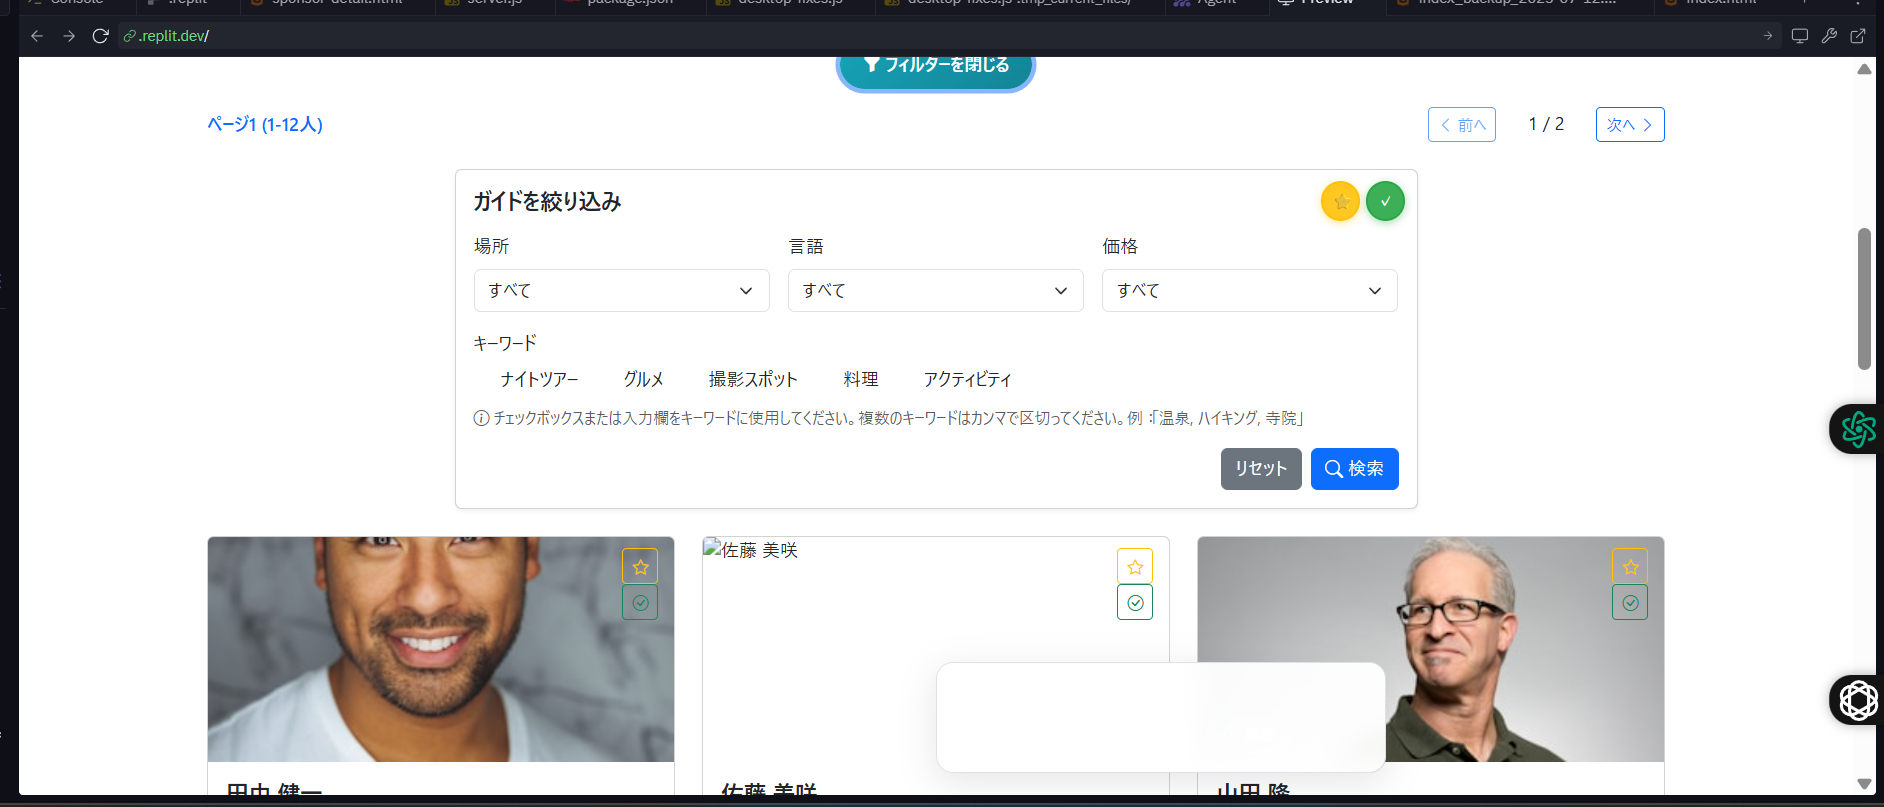 Console
.replit
sponsor-detail.html
server.js
package.json
desktop-fixes.js
desktop-fixes.js-.tmp_current_files/
Agent
Preview
index_backup_2025-07-12....
index.html
.replit.dev/
フィルターを閉じる
ページ1 (1-12人)
前へ
1 / 2
次へ
ガイドを絞り込み
場所
言語
価格
すべて
すべて
すべて
キーワード
ナイトツアー グルメ 撮影スポット 料理 アクティビティ
チェックボックスまたは入力欄をキーワードに使用してください。複数のキーワードはカンマで区切ってください。例：「温泉, ハイキング, 寺院」
リセット
検索
佐藤 美咲
田中 健一
佐藤 美咲
山田 隆